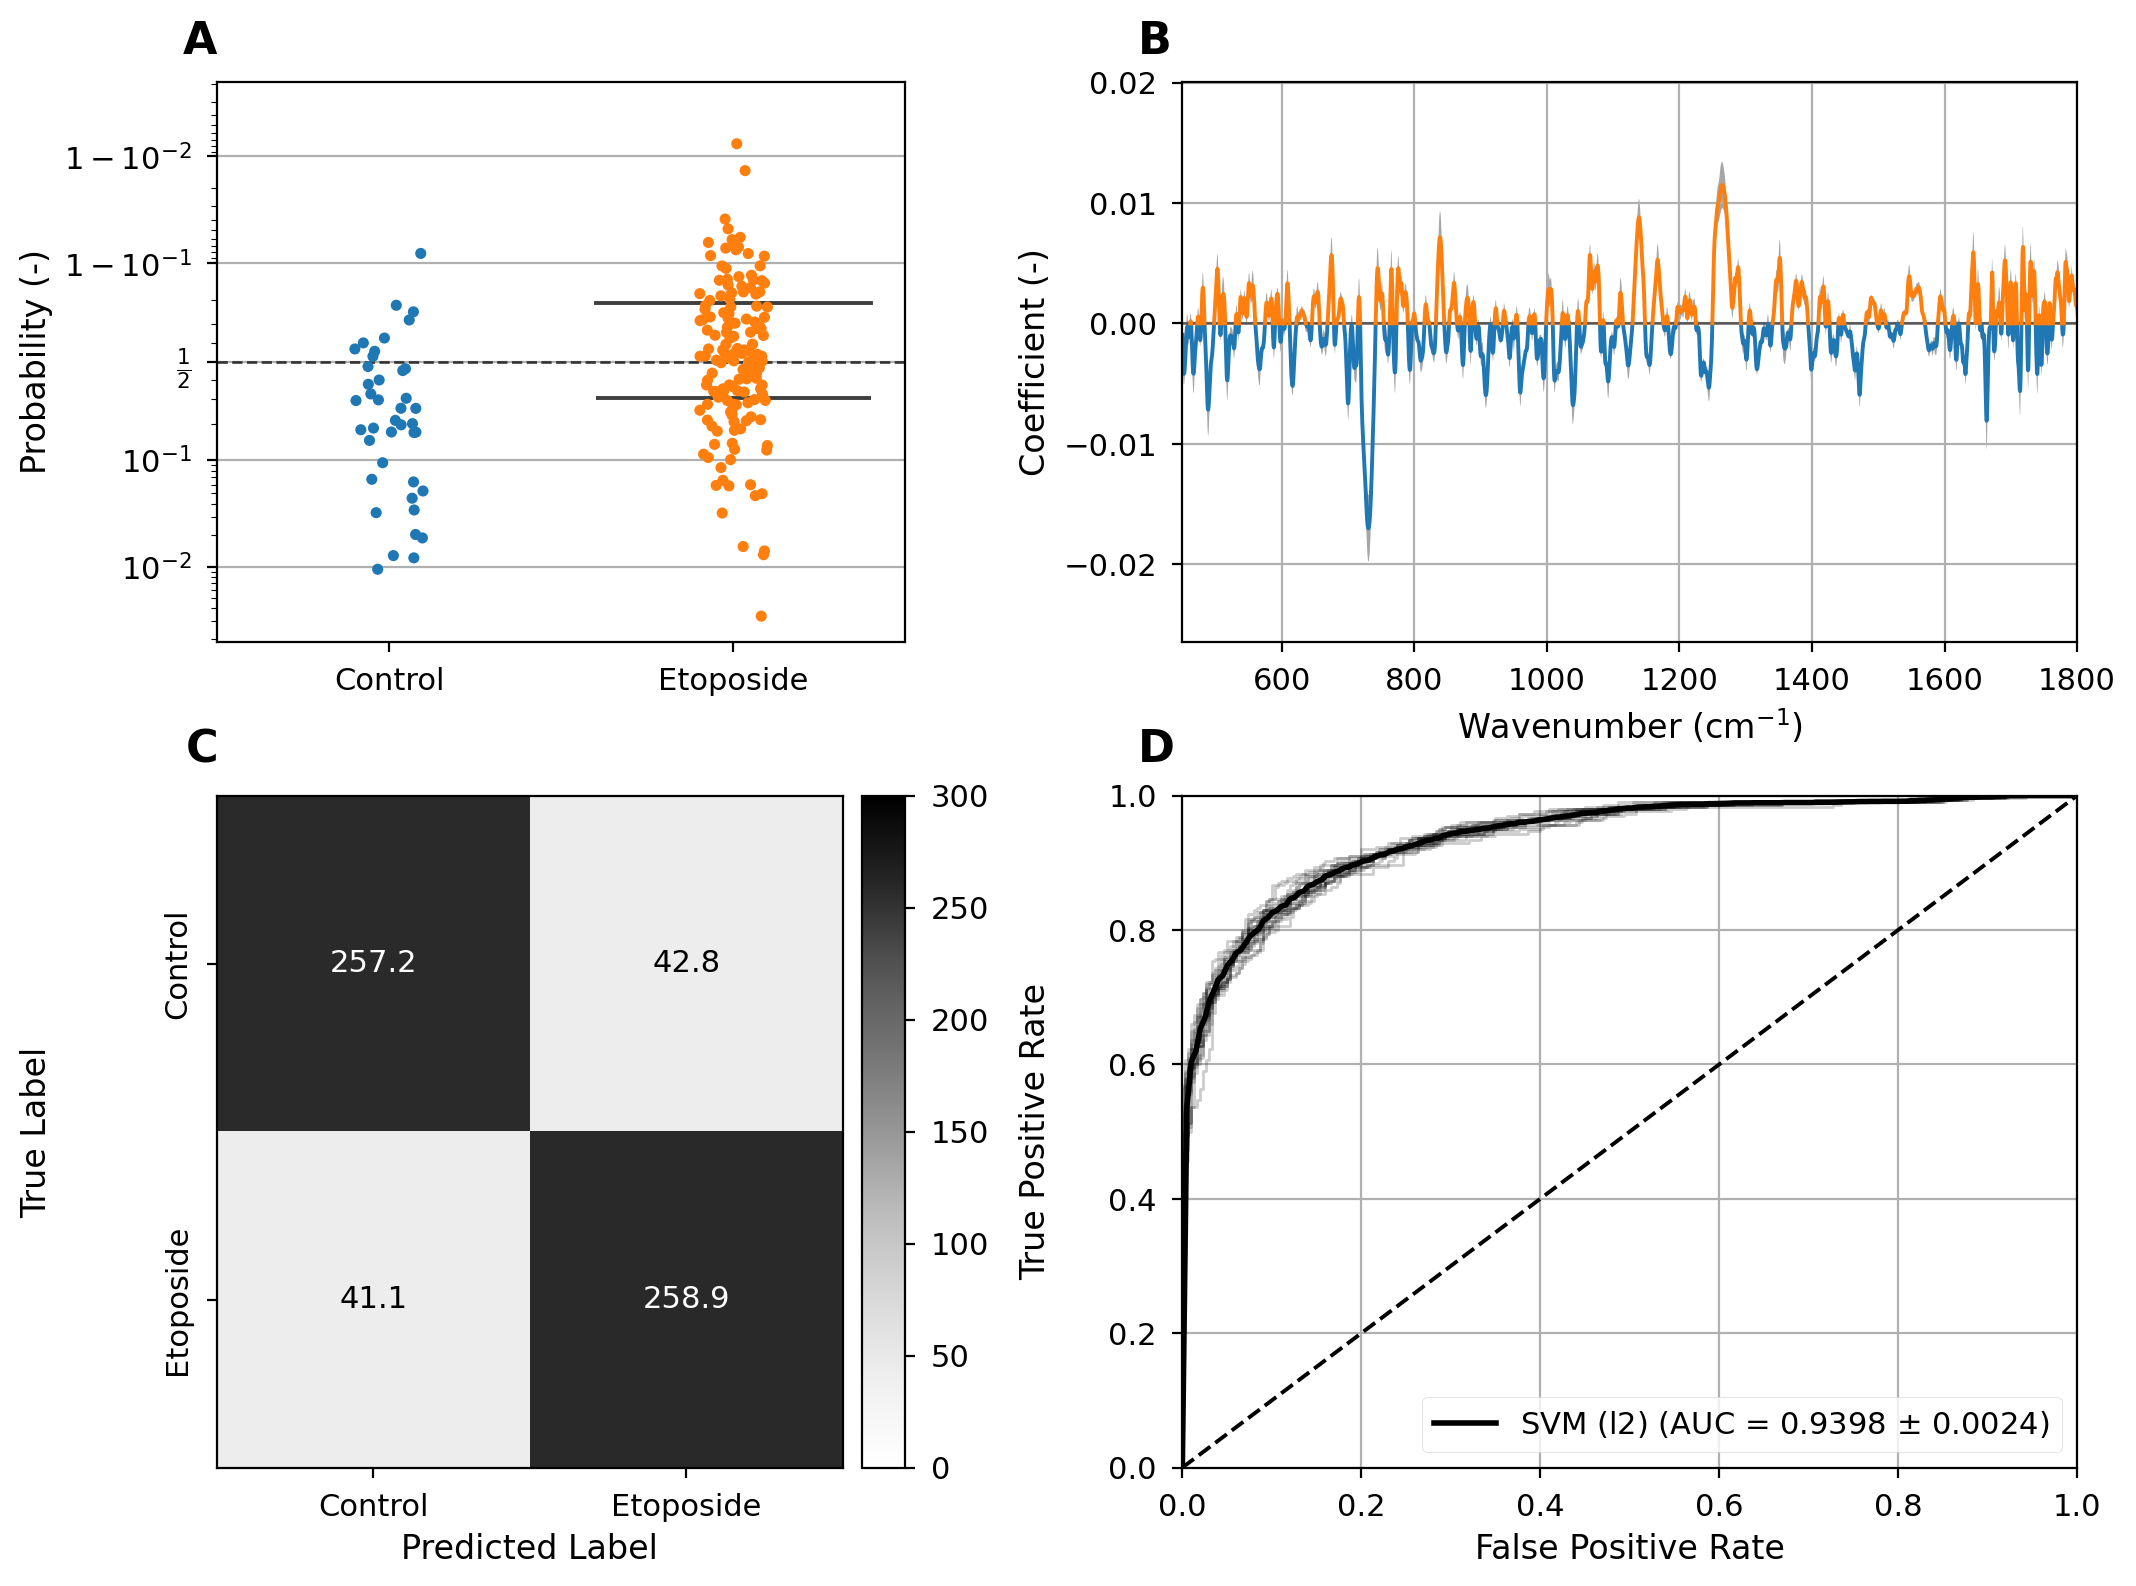 A
Probability (-)
1 − 10⁻²
1 − 10⁻¹
1/2
10⁻¹
10⁻²
Control
Etoposide
B
Coefficient (-)
0.02
0.01
0.00
−0.01
−0.02
600 800 1000 1200 1400 1600 1800
Wavenumber (cm⁻¹)
C
True Label
Control
Etoposide
257.2 42.8
41.1 258.9
Control Etoposide
Predicted Label
300
250
200
150
100
50
0
D
True Positive Rate
1.0
0.8
0.6
0.4
0.2
0.0
SVM (l2) (AUC = 0.9398 ± 0.0024)
0.0 0.2 0.4 0.6 0.8 1.0
False Positive Rate